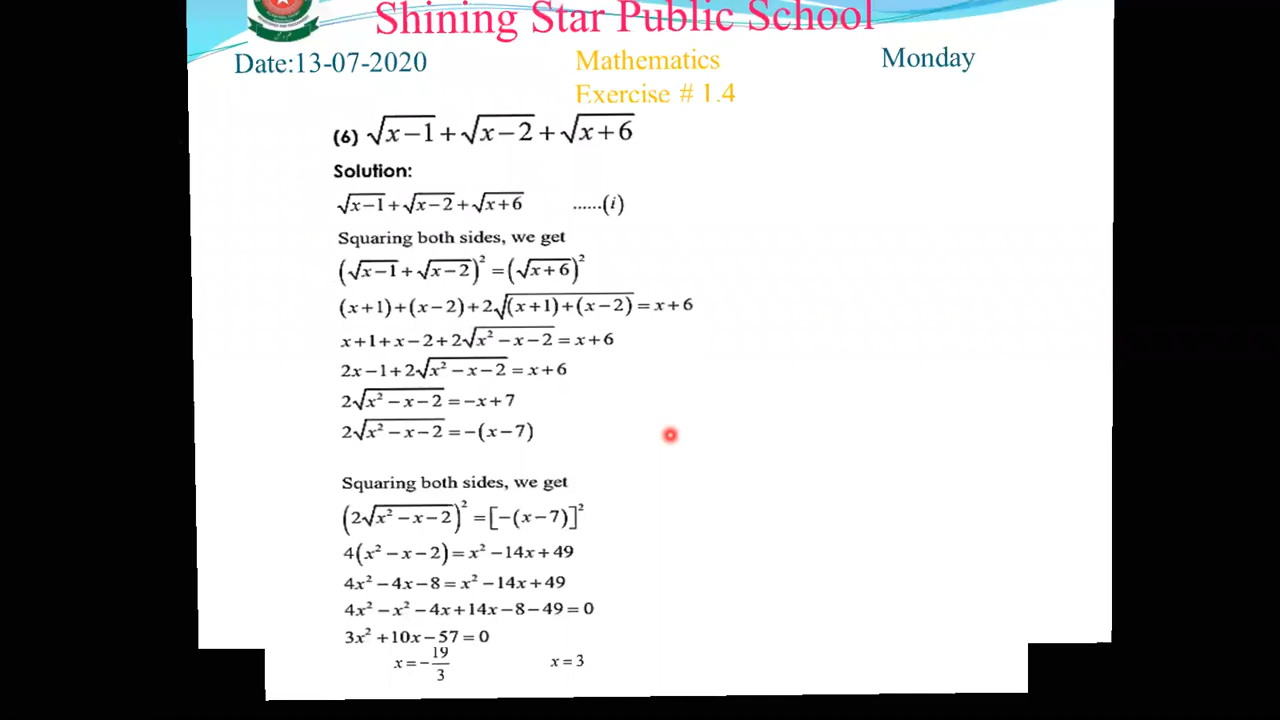 Shining Star Public School
Date:13-07-2020 Mathematics Monday
Exercise # 1.4
(6) √(x−1) + √(x−2) + √(x+6)
Solution:
√(x−1) + √(x−2) + √(x+6) ......(i)
Squaring both sides, we get
(√(x−1) + √(x−2))² = (√(x+6))²
(x+1)+(x−2)+2√((x+1)+(x−2)) = x+6
x+1+x−2+2√(x²−x−2) = x+6
2x−1+2√(x²−x−2) = x+6
2√(x²−x−2) = −x+7
2√(x²−x−2) = −(x−7)
Squaring both sides, we get
(2√(x²−x−2))² = [−(x−7)]²
4(x²−x−2) = x²−14x+49
4x²−4x−8 = x²−14x+49
4x²−x²−4x+14x−8−49 = 0
3x²+10x−57 = 0
x = −19/3 x = 3